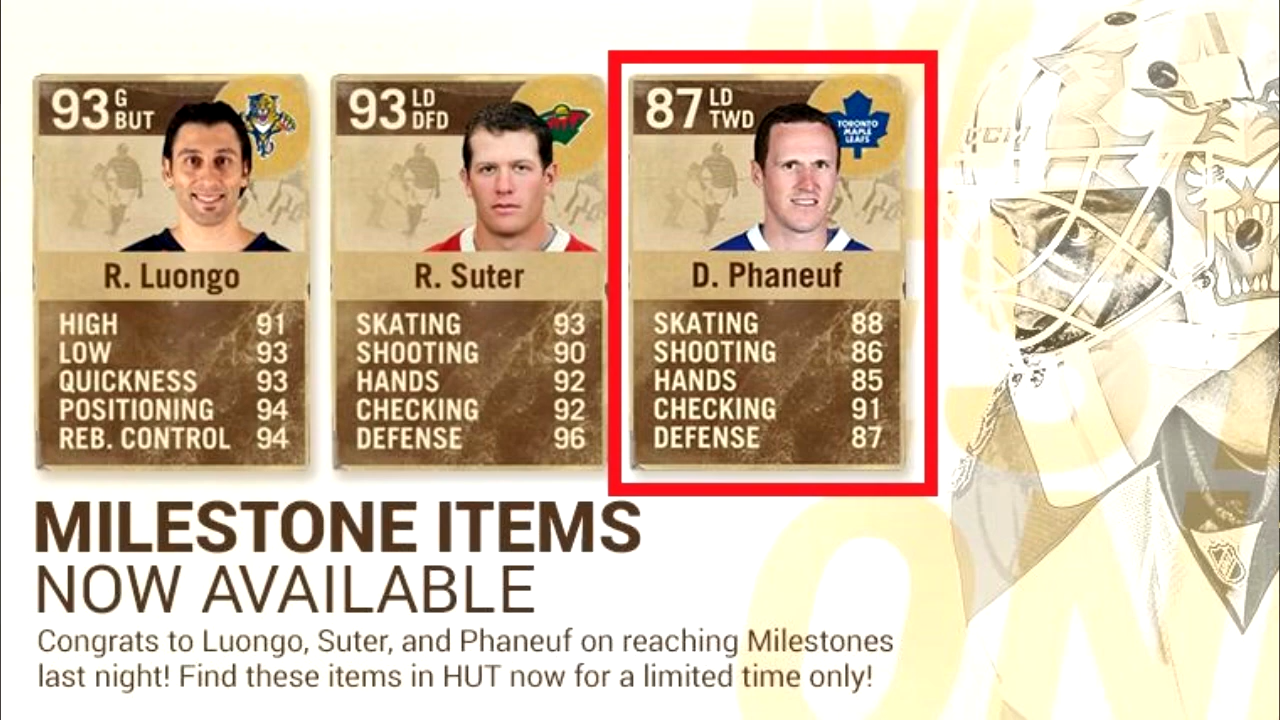 93 G BUT
R. Luongo
HIGH 91
LOW 93
QUICKNESS 93
POSITIONING 94
REB. CONTROL 94
93 LD DFD
R. Suter
SKATING 93
SHOOTING 90
HANDS 92
CHECKING 92
DEFENSE 96
87 LD TWD
TORONTO
MAPLE
LEAFS
D. Phaneuf
SKATING 88
SHOOTING 86
HANDS 85
CHECKING 91
DEFENSE 87
MILESTONE ITEMS
NOW AVAILABLE
Congrats to Luongo, Suter, and Phaneuf on reaching Milestones
last night! Find these items in HUT now for a limited time only!
CCM
NHL